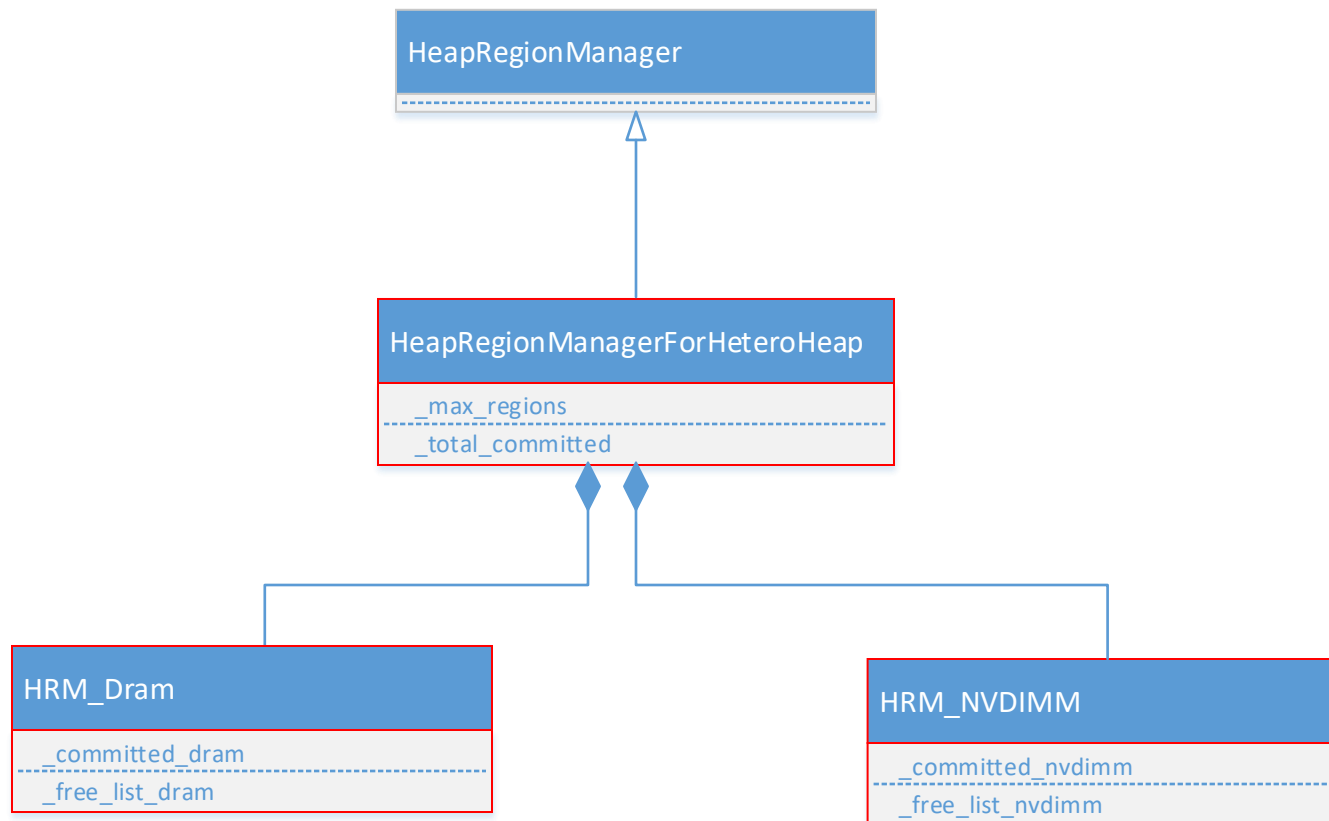 HeapRegionManager
HeapRegionManagerForHeteroHeap
_max_regions
_total_committed
HRM_Dram
_committed_dram
_free_list_dram
HRM_NVDIMM
_committed_nvdimm
_free_list_nvdimm